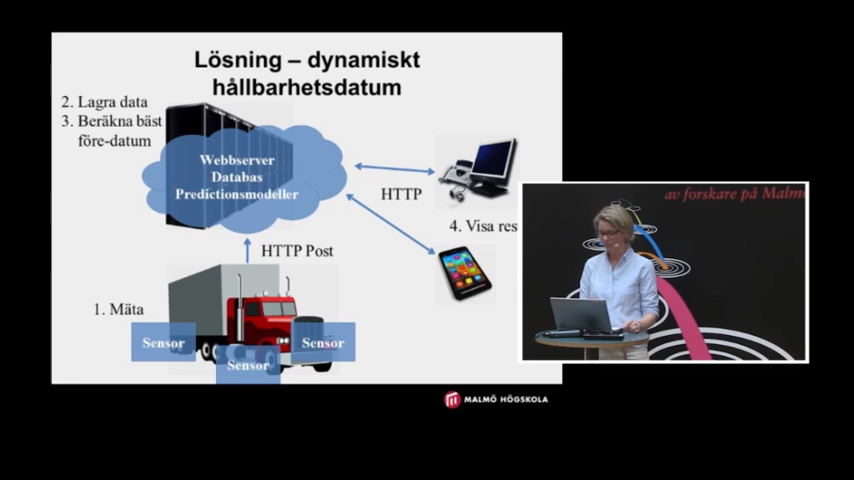 Lösning – dynamiskt
hållbarhetsdatum
2. Lagra data
3. Beräkna bäst
före-datum
Webbserver
Databas
Predictionsmodeller
HTTP
4. Visa res
HTTP Post
1. Mäta
Sensor
Sensor
Sensor
av forskare på Malmö
MALMÖ HÖGSKOLA